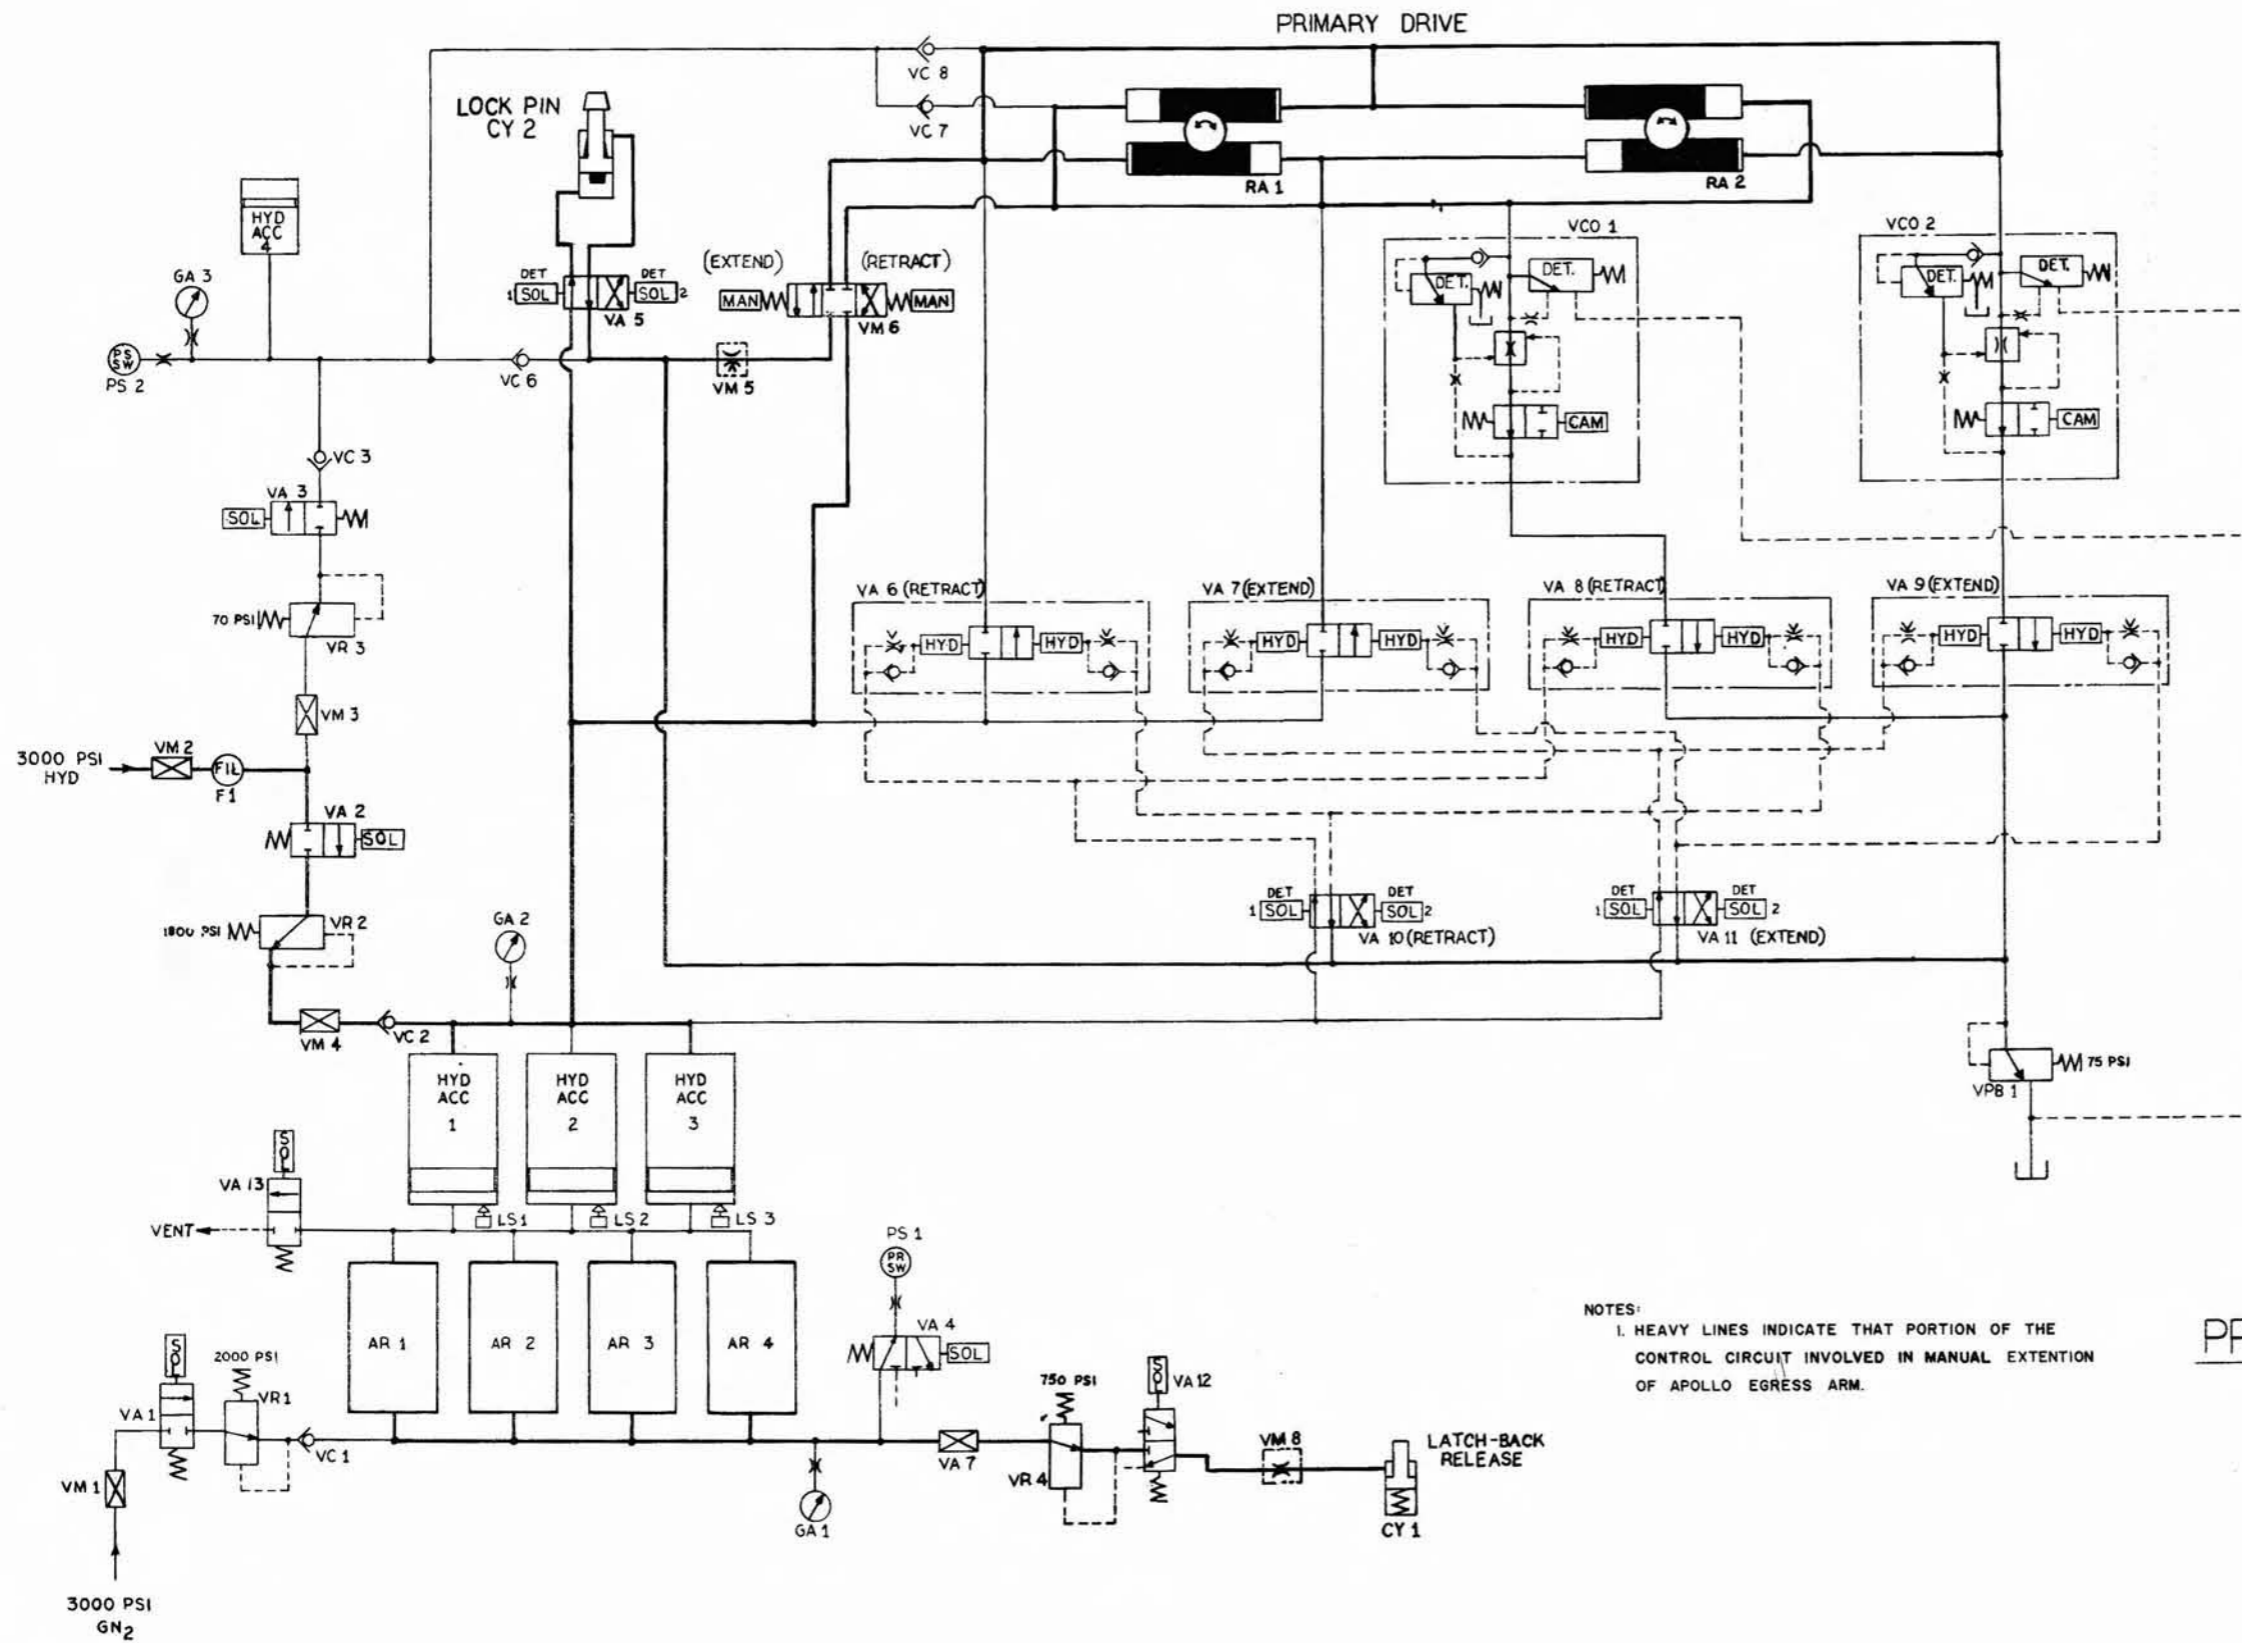 PRIMARY DRIVE
VC 8
VC 7
LOCK PIN
CY 2
RA 1
RA 2
HYD
ACC
4
GA 3
PS
SW
PS 2
VC 6
DET
1 SOL
DET
SOL 2
VA 5
(EXTEND)
(RETRACT)
MAN
MAN
VM 6
VM 5
VCO 1
DET.
DET.
CAM
VCO 2
DET.
DET.
CAM
VC 3
VA 3
SOL
70 PSI
VR 3
VM 3
3000 PSI
HYD
VM 2
FIL
F1
VA 2
SOL
1800 PSI
VR 2
VM 4
VC 2
GA 2
VA 6 (RETRACT)
HYD
HYD
VA 7 (EXTEND)
HYD
HYD
VA 8 (RETRACT)
HYD
HYD
VA 9 (EXTEND)
HYD
HYD
DET
1 SOL
DET
SOL 2
VA 10 (RETRACT)
DET
1 SOL
DET
SOL 2
VA 11 (EXTEND)
75 PSI
VPB 1
HYD
ACC
1
HYD
ACC
2
HYD
ACC
3
LS 1
LS 2
LS 3
SOL
VA 13
VENT
AR 1
AR 2
AR 3
AR 4
PS 1
PR
SW
VA 4
SOL
SOL
VA 1
2000 PSI
VR 1
VC 1
VM 1
3000 PSI
GN2
GA 1
VA 7
750 PSI
VR 4
SOL
VA 12
VM 8
LATCH-BACK
RELEASE
CY 1
NOTES:
1. HEAVY LINES INDICATE THAT PORTION OF THE
CONTROL CIRCUIT INVOLVED IN MANUAL EXTENTION
OF APOLLO EGRESS ARM.